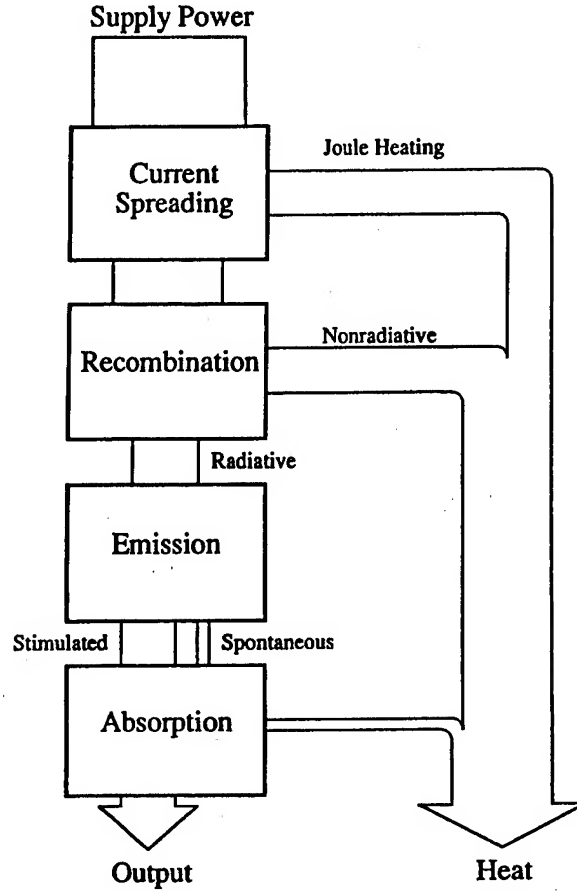 Supply Power
Joule Heating
Current
Spreading
Nonradiative
Recombination
Radiative
Emission
Stimulated
Spontaneous
Absorption
Output
Heat